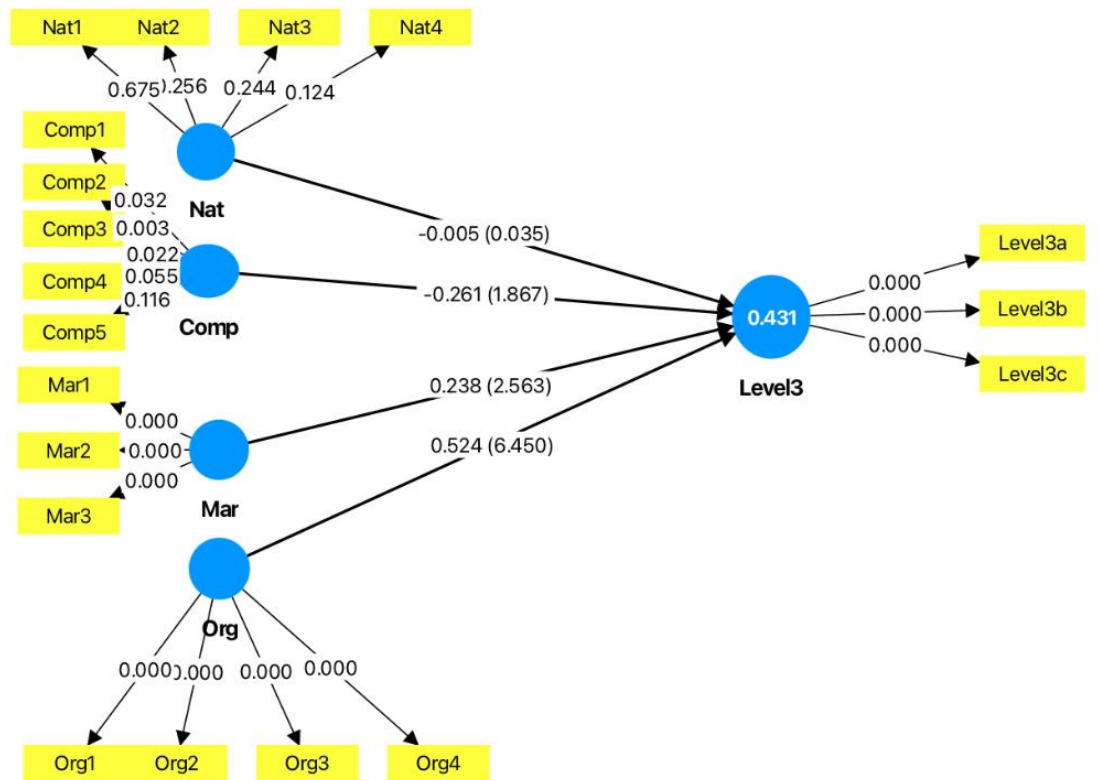 Nat1 Nat2 Nat3 Nat4
0.675 0.256 0.244 0.124
Nat
Comp1
Comp2
Comp3
Comp4
Comp5
0.032
0.003
0.022
0.055
0.116
Comp
Mar1
Mar2
Mar3
0.000
0.000
0.000
Mar
Org
0.000 0.000 0.000 0.000
Org1 Org2 Org3 Org4
-0.005 (0.035)
-0.261 (1.867)
0.238 (2.563)
0.524 (6.450)
0.431
Level3
0.000
0.000
0.000
Level3a
Level3b
Level3c